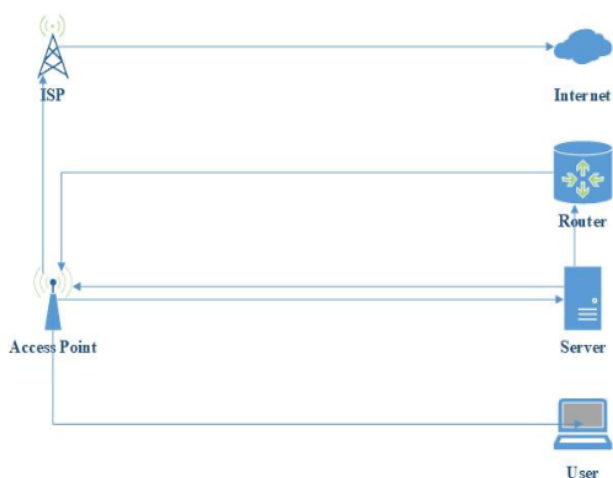 ISP
Internet
Router
Access Point
Server
User